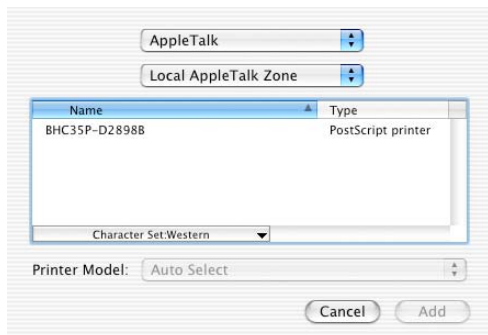 AppleTalk
Local AppleTalk Zone
Name Type
BHC35P-D2898B PostScript printer
Character Set:Western
Printer Model: Auto Select
Cancel Add